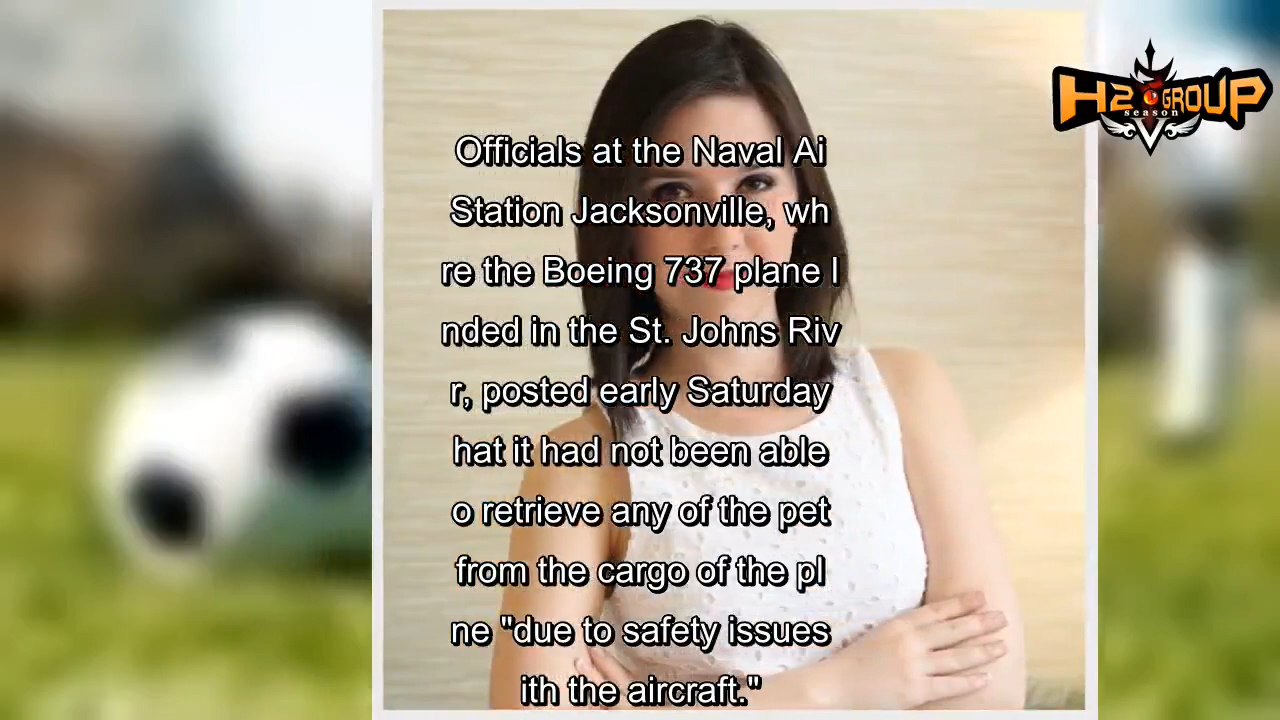 H2 GROUP
season
Officials at the Naval Ai
Station Jacksonville, wh
re the Boeing 737 plane l
nded in the St. Johns Riv
r, posted early Saturday
hat it had not been able
o retrieve any of the pet
from the cargo of the pl
ne "due to safety issues
ith the aircraft."